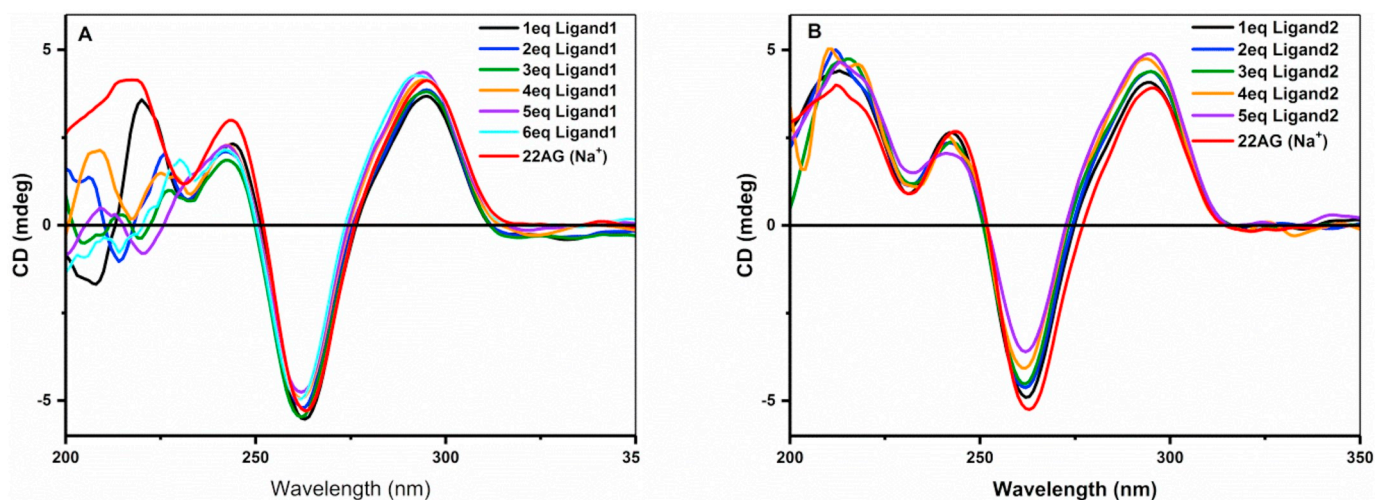 A
1eq Ligand1
2eq Ligand1
3eq Ligand1
4eq Ligand1
5eq Ligand1
6eq Ligand1
22AG (Na⁺)
CD (mdeg)
5
0
-5
200
250
300
35
Wavelength (nm)
B
1eq Ligand2
2eq Ligand2
3eq Ligand2
4eq Ligand2
5eq Ligand2
22AG (Na⁺)
CD (mdeg)
5
0
-5
200
250
300
350
Wavelength (nm)